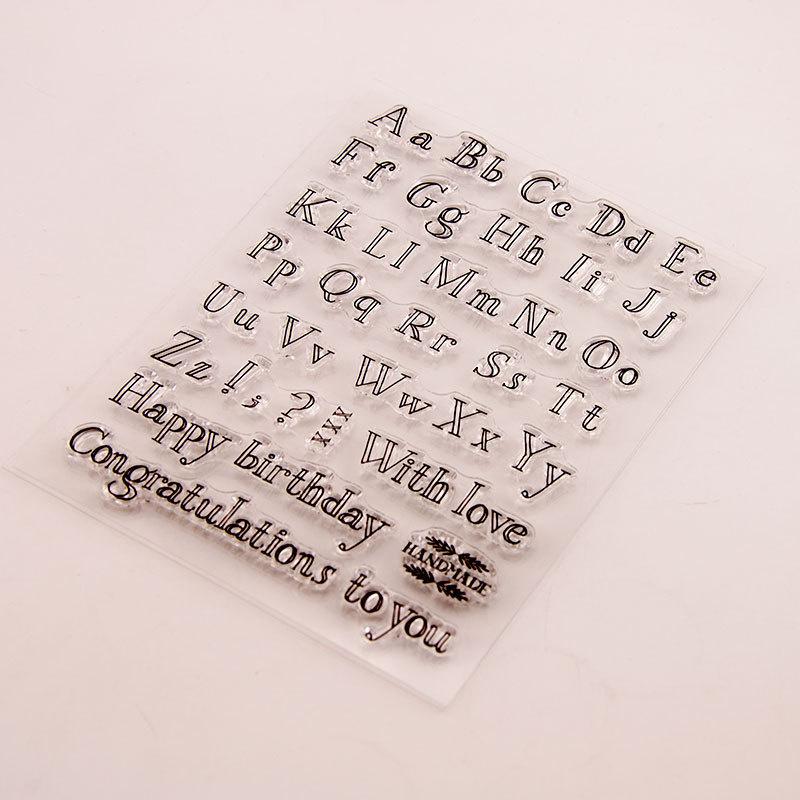 Aa Bb Cc Dd Ee
Ff Gg Hh Ii Jj
Kk Ll Mm Nn Oo
Pp Qq Rr Ss Tt
Uu Vv Ww Xx Yy
Zz ! ; ? xxx With love
Happy birthday
HANDMADE
Congratulations to you